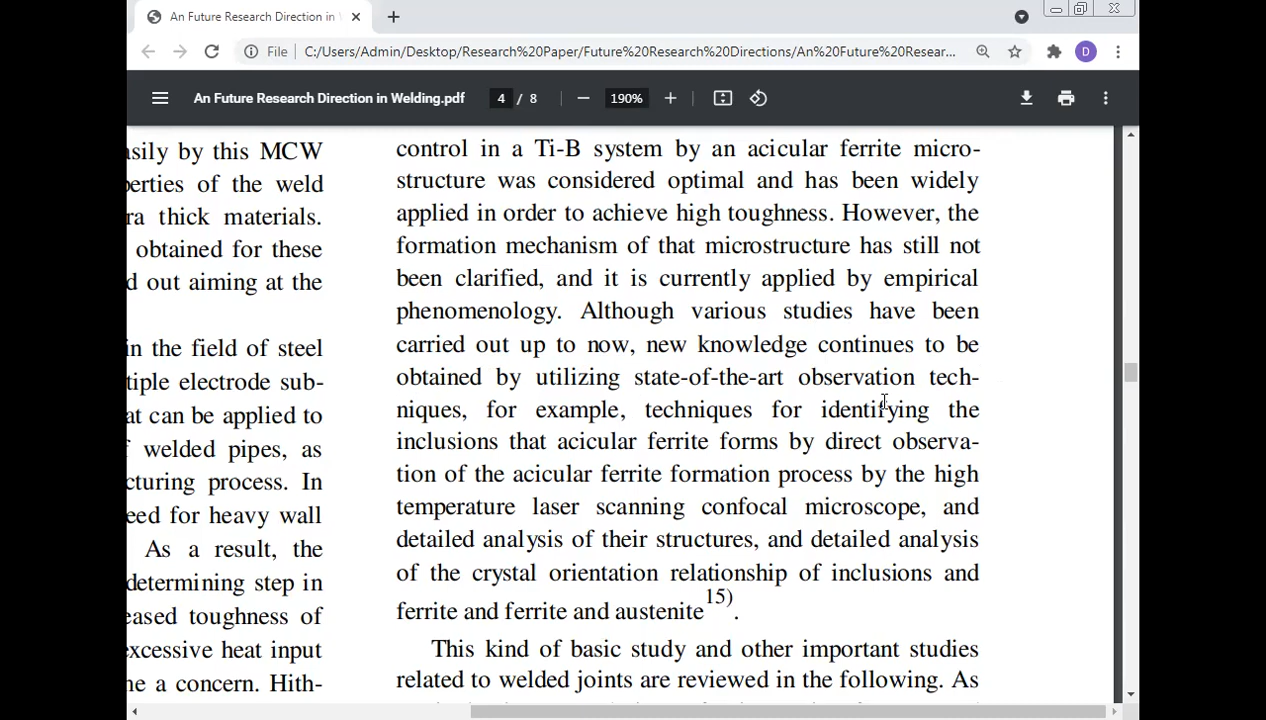 An Future Research Direction in
File
C:/Users/Admin/Desktop/Research%20Paper/Future%20Research%20Directions/An%20Future%20Resear...
D
An Future Research Direction in Welding.pdf
4 / 8
190%
asily by this MCW
perties of the weld
ra thick materials.
obtained for these
d out aiming at the
in the field of steel
tiple electrode sub-
at can be applied to
f welded pipes, as
cturing process. In
eed for heavy wall
As a result, the
determining step in
eased toughness of
excessive heat input
ne a concern. Hith-
control in a Ti-B system by an acicular ferrite micro-
structure was considered optimal and has been widely
applied in order to achieve high toughness. However, the
formation mechanism of that microstructure has still not
been clarified, and it is currently applied by empirical
phenomenology. Although various studies have been
carried out up to now, new knowledge continues to be
obtained by utilizing state-of-the-art observation tech-
niques, for example, techniques for identifying the
inclusions that acicular ferrite forms by direct observa-
tion of the acicular ferrite formation process by the high
temperature laser scanning confocal microscope, and
detailed analysis of their structures, and detailed analysis
of the crystal orientation relationship of inclusions and
ferrite and ferrite and austenite15).
This kind of basic study and other important studies
related to welded joints are reviewed in the following. As